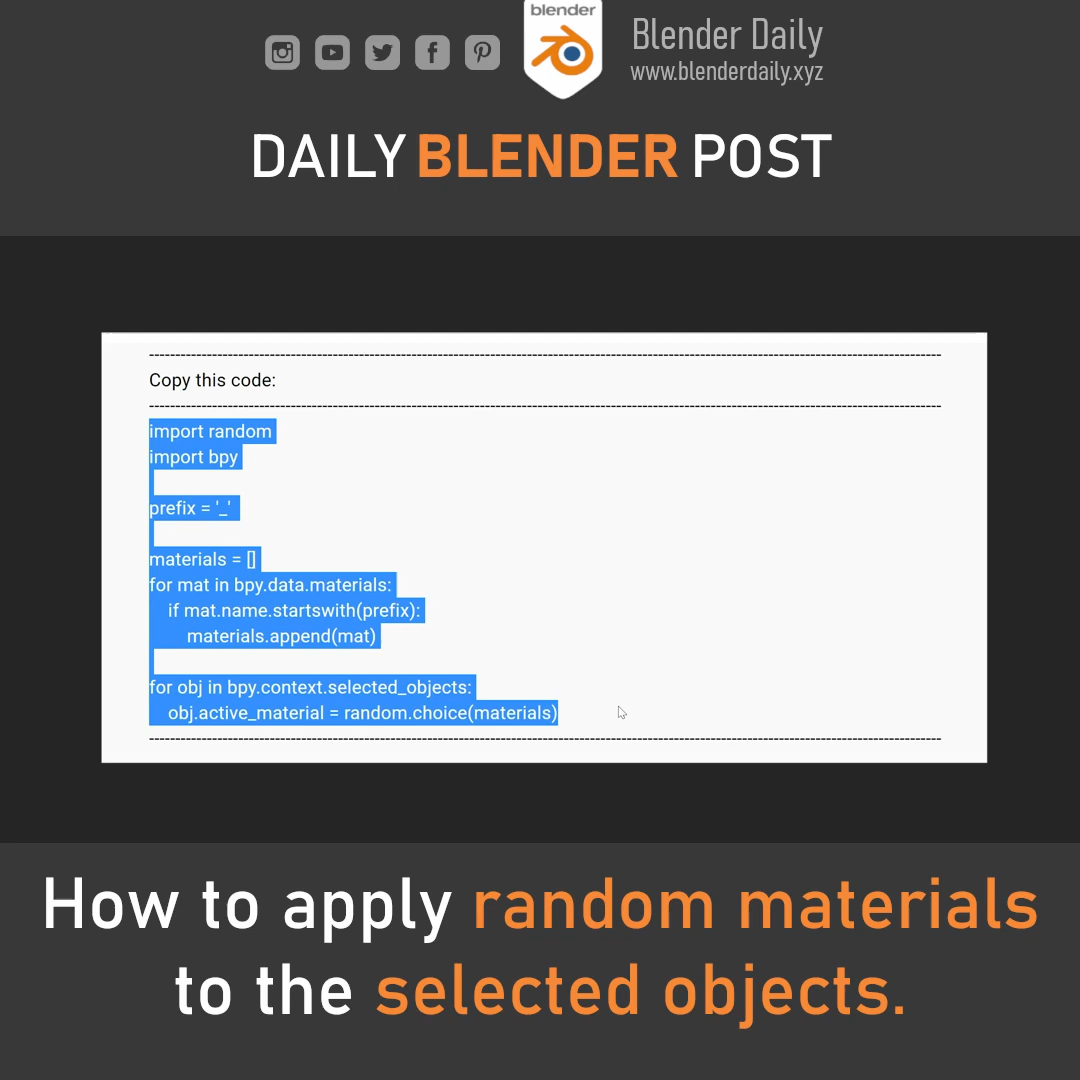 blender
Blender Daily
www.blenderdaily.xyz
DAILY BLENDER POST
--------------------------------------------------------------------------------
Copy this code:
--------------------------------------------------------------------------------
import random
import bpy
prefix = '_'
materials = []
for mat in bpy.data.materials:
    if mat.name.startswith(prefix):
        materials.append(mat)
for obj in bpy.context.selected_objects:
    obj.active_material = random.choice(materials)
--------------------------------------------------------------------------------
How to apply random materials
to the selected objects.